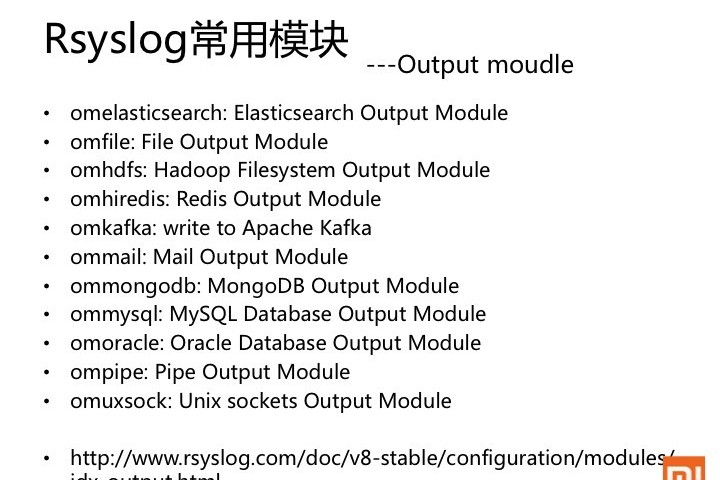 Rsyslog常用模块
---Output moudle
• omelasticsearch: Elasticsearch Output Module
• omfile: File Output Module
• omhdfs: Hadoop Filesystem Output Module
• omhiredis: Redis Output Module
• omkafka: write to Apache Kafka
• ommail: Mail Output Module
• ommongodb: MongoDB Output Module
• ommysql: MySQL Database Output Module
• omoracle: Oracle Database Output Module
• ompipe: Pipe Output Module
• omuxsock: Unix sockets Output Module
• http://www.rsyslog.com/doc/v8-stable/configuration/modules/
idx_output.html